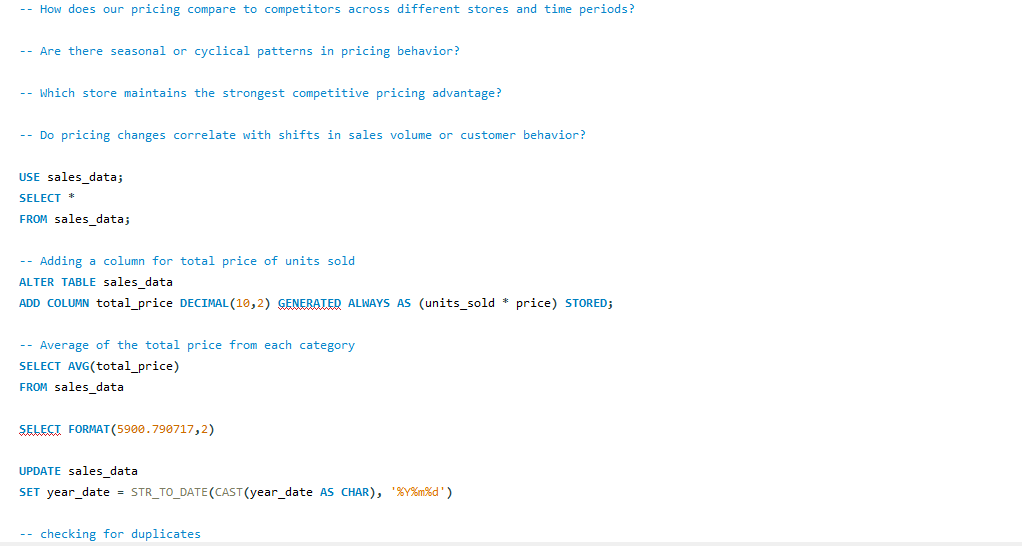 -- How does our pricing compare to competitors across different stores and time periods?
-- Are there seasonal or cyclical patterns in pricing behavior?
-- Which store maintains the strongest competitive pricing advantage?
-- Do pricing changes correlate with shifts in sales volume or customer behavior?
USE sales_data;
SELECT *
FROM sales_data;
-- Adding a column for total price of units sold
ALTER TABLE sales_data
ADD COLUMN total_price DECIMAL(10,2) GENERATED ALWAYS AS (units_sold * price) STORED;
-- Average of the total price from each category
SELECT AVG(total_price)
FROM sales_data
SELECT FORMAT(5900.790717,2)
UPDATE sales_data
SET year_date = STR_TO_DATE(CAST(year_date AS CHAR), '%Y%m%d')
-- checking for duplicates